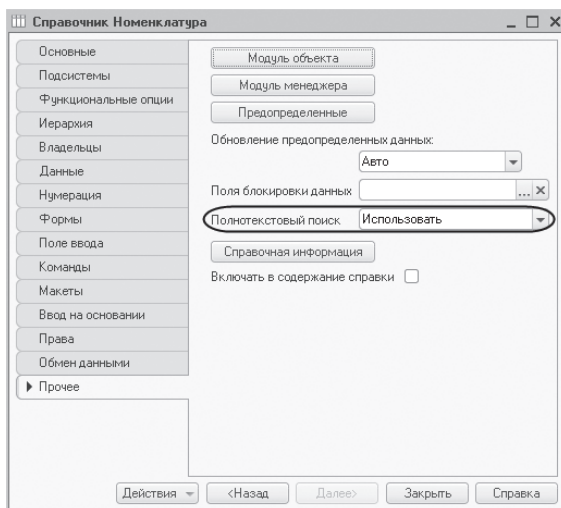 Справочник Номенклатура
Основные
Подсистемы
Функциональные опции
Иерархия
Владельцы
Данные
Нумерация
Формы
Поле ввода
Команды
Макеты
Ввод на основании
Права
Обмен данными
Прочее
Модуль объекта
Модуль менеджера
Предопределенные
Обновление предопределенных данных:
Авто
Поля блокировки данных ...
Полнотекстовый поиск Использовать
Справочная информация
Включать в содержание справки
Действия <Назад Далее> Закрыть Справка